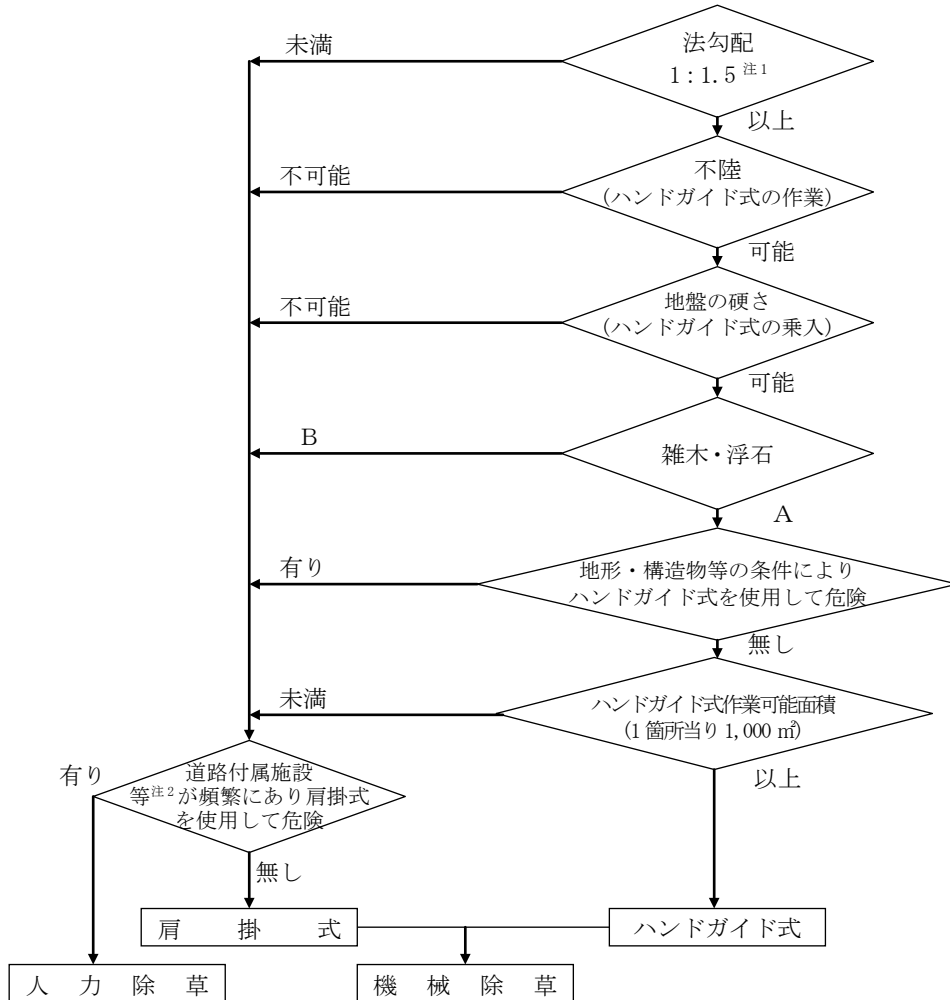 未満
法勾配
1：1.5 注1
以上
不可能
不陸
(ハンドガイド式の作業)
可能
不可能
地盤の硬さ
(ハンドガイド式の乗入)
可能
B
雑木・浮石
A
有り
地形・構造物等の条件により
ハンドガイド式を使用して危険
無し
未満
ハンドガイド式作業可能面積
(1箇所当り1,000㎡)
以上
有り
道路付属施設
等注2が頻繁にあり肩掛式
を使用して危険
無し
肩掛式
ハンドガイド式
人力除草
機械除草